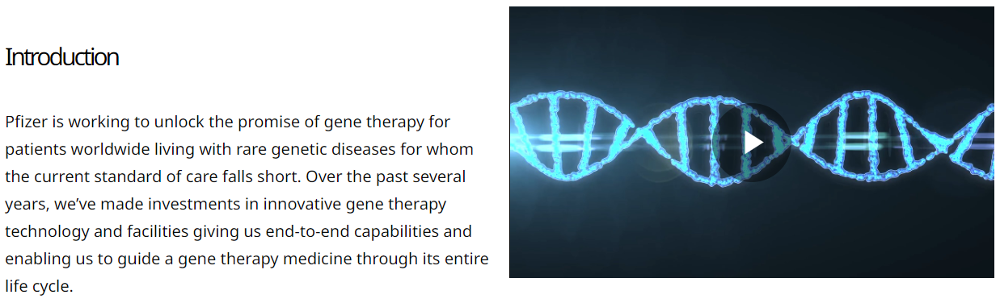 Introduction
Pfizer is working to unlock the promise of gene therapy for
patients worldwide living with rare genetic diseases for whom
the current standard of care falls short. Over the past several
years, we’ve made investments in innovative gene therapy
technology and facilities giving us end-to-end capabilities and
enabling us to guide a gene therapy medicine through its entire
life cycle.